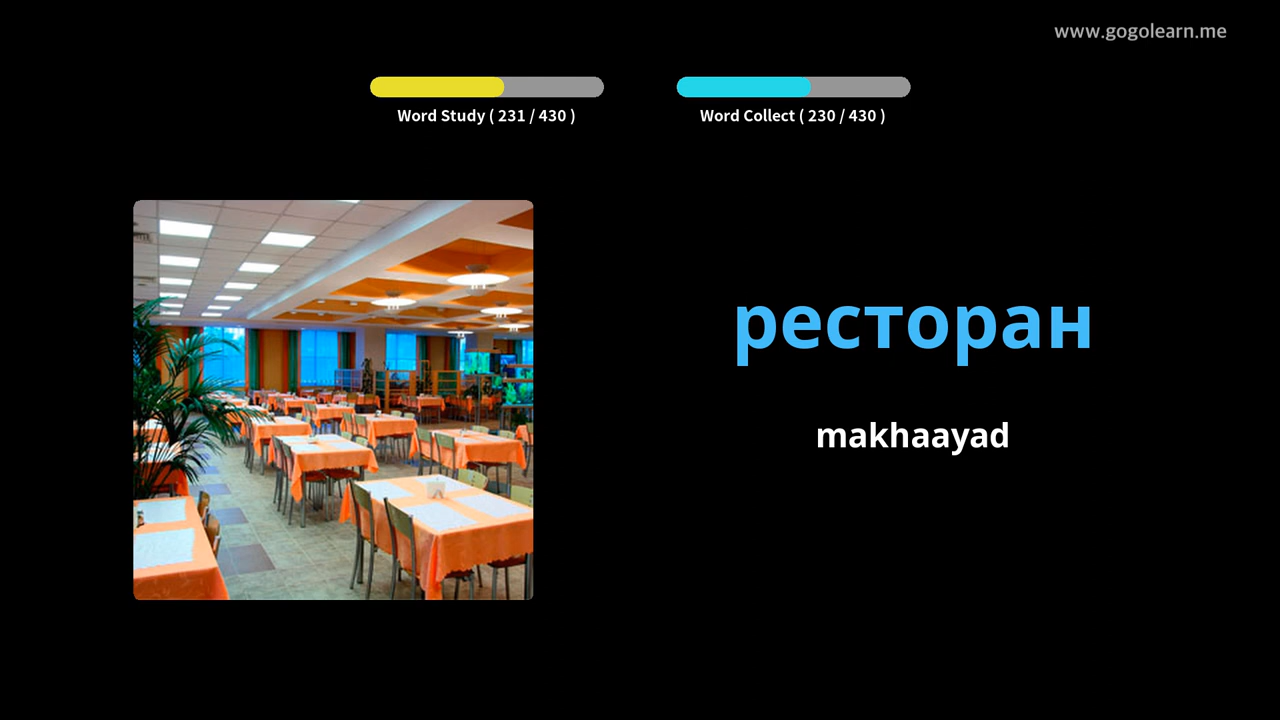 www.gogolearn.me
Word Study ( 231 / 430 )
Word Collect ( 230 / 430 )
ресторан
makhaayad